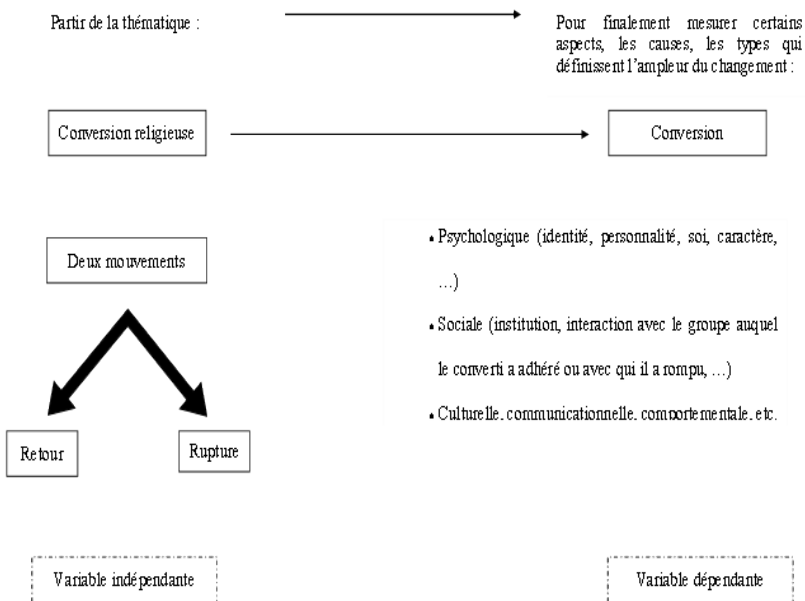 Partir de la thématique :
Pour finalement mesurer certains
aspects, les causes, les types qui
définissent l'ampleur du changement :
Conversion religieuse
Conversion
Deux mouvements
• Psychologique (identité, personnalité, soi, caractère,
…)
• Sociale (institution, interaction avec le groupe auquel
le converti a adhéré ou avec qui il a rompu, …)
• Culturelle, communicationnelle, comportementale, etc.
Retour
Rupture
Variable indépendante
Variable dépendante